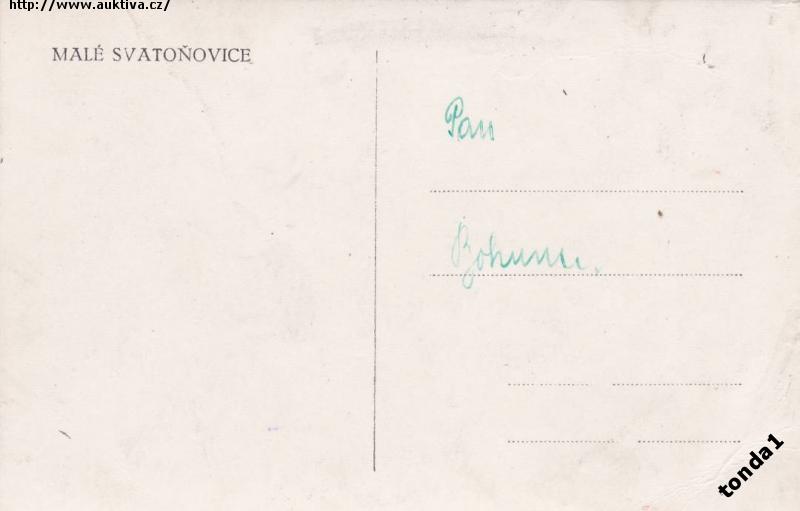 http://www.auktiva.cz/
MALÉ SVATOŇOVICE
Pan
tonda1